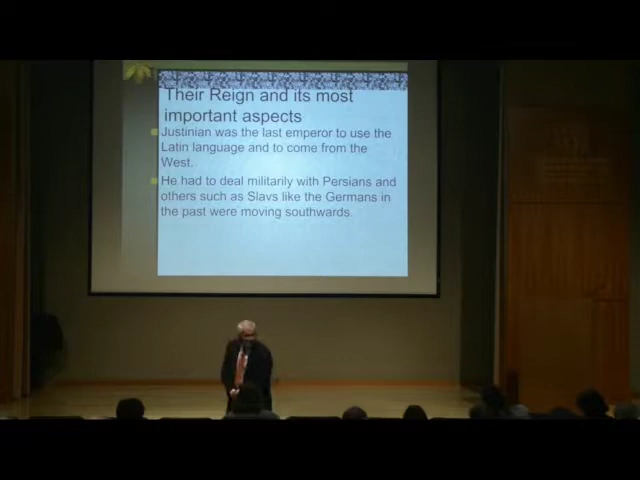 Their Reign and its most
important aspects
Justinian was the last emperor to use the
Latin language and to come from the
West.
He had to deal militarily with Persians and
others such as Slavs like the Germans in
the past were moving southwards.